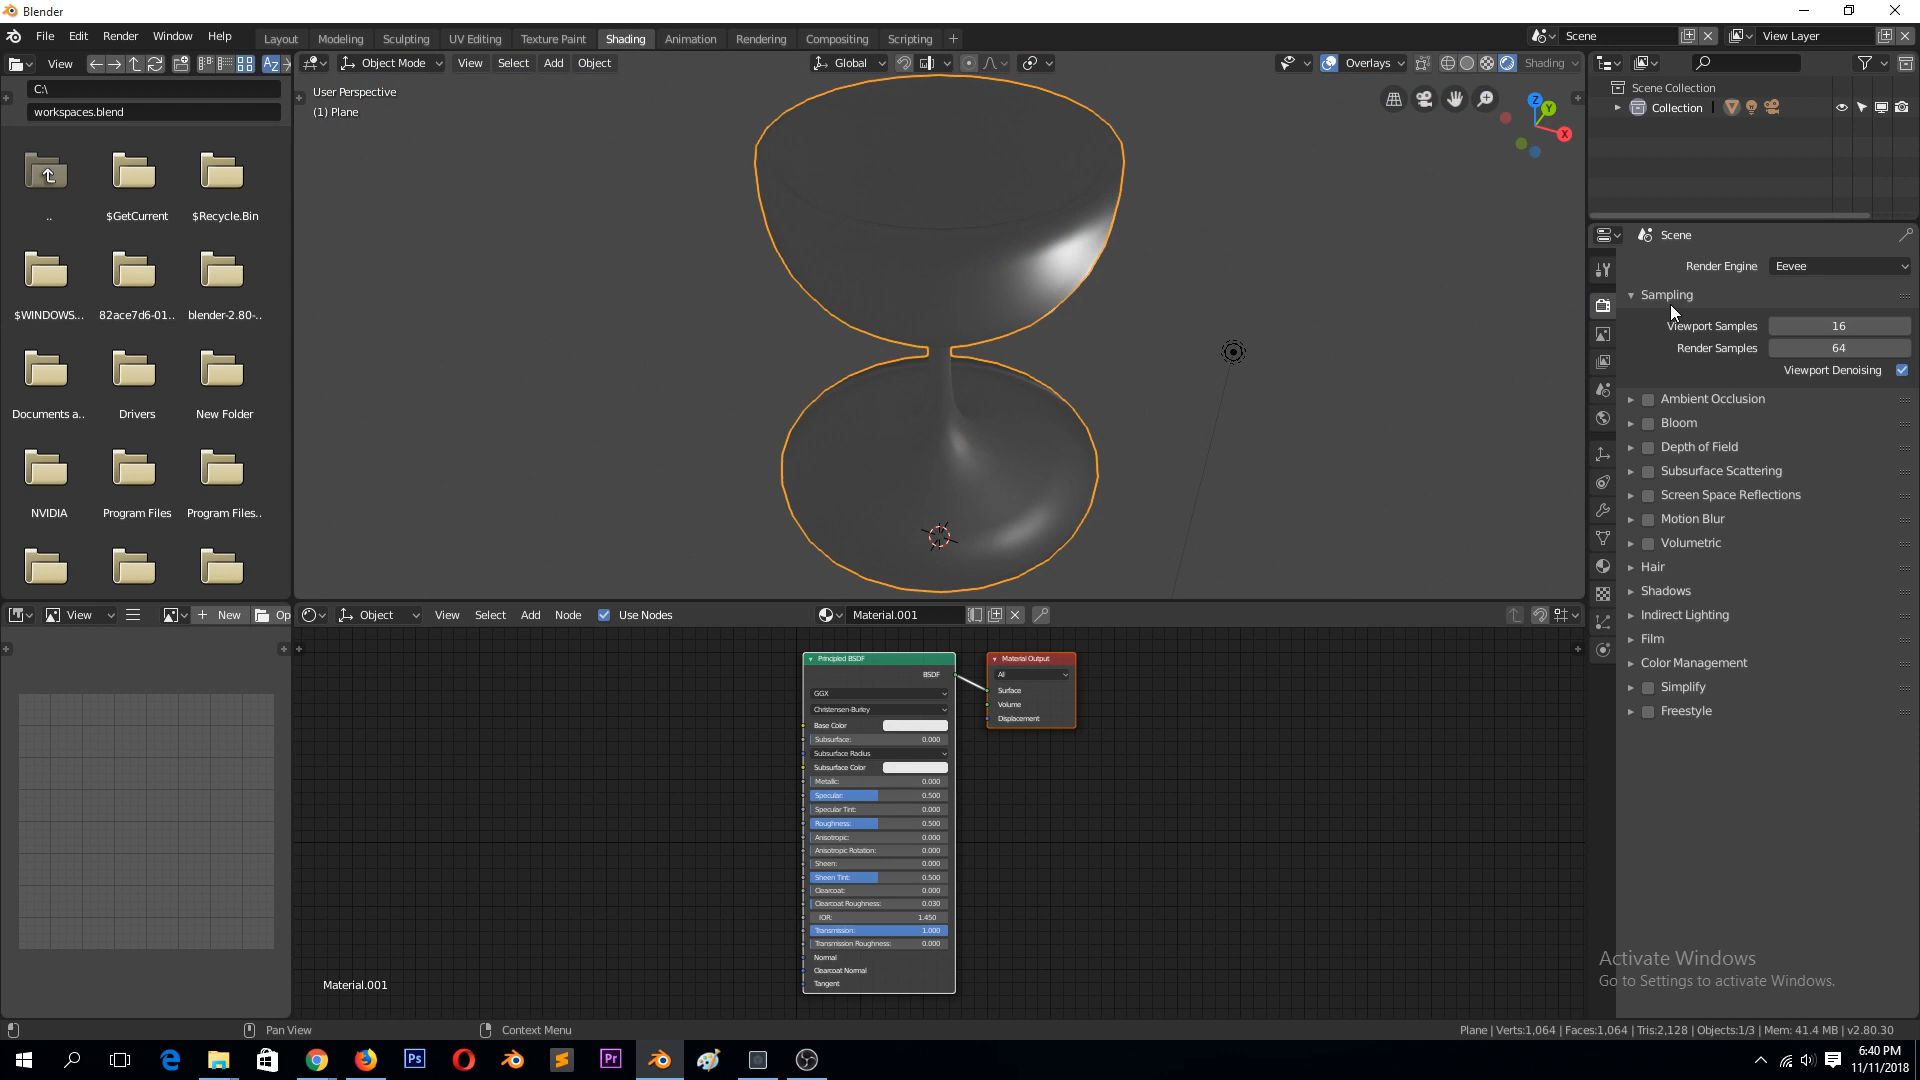 Blender
File Edit Render Window Help
Layout Modeling Sculpting UV Editing Texture Paint Shading Animation Rendering Compositing Scripting +
Scene
View Layer
View
C:\
workspaces.blend
..
$GetCurrent
$Recycle.Bin
$WINDOWS...
82ace7d6-01..
blender-2.80-..
Documents a..
Drivers
New Folder
NVIDIA
Program Files
Program Files..
Object Mode View Select Add Object
Global
Overlays
Shading
User Perspective
(1) Plane
Z
Y
X
Scene Collection
Collection
Scene
Render Engine Eevee
Sampling
Viewport Samples 16
Render Samples 64
Viewport Denoising
Ambient Occlusion
Bloom
Depth of Field
Subsurface Scattering
Screen Space Reflections
Motion Blur
Volumetric
Hair
Shadows
Indirect Lighting
Film
Color Management
Simplify
Freestyle
View
New
Op
Object View Select Add Node Use Nodes
Material.001
Principled BSDF
BSDF
GGX
Christensen-Burley
Base Color
Subsurface: 0.000
Subsurface Radius
Subsurface Color
Metallic: 0.000
Specular: 0.500
Specular Tint: 0.000
Roughness: 0.500
Anisotropic: 0.000
Anisotropic Rotation: 0.000
Sheen: 0.000
Sheen Tint: 0.500
Clearcoat: 0.000
Clearcoat Roughness: 0.030
IOR: 1.450
Transmission: 1.000
Transmission Roughness: 0.000
Normal
Clearcoat Normal
Tangent
Material Output
All
Surface
Volume
Displacement
Material.001
Activate Windows
Go to Settings to activate Windows.
Pan View
Context Menu
Plane | Verts:1,064 | Faces:1,064 | Tris:2,128 | Objects:1/3 | Mem: 41.4 MB | v2.80.30
Ps
Pr
6:40 PM
11/11/2018